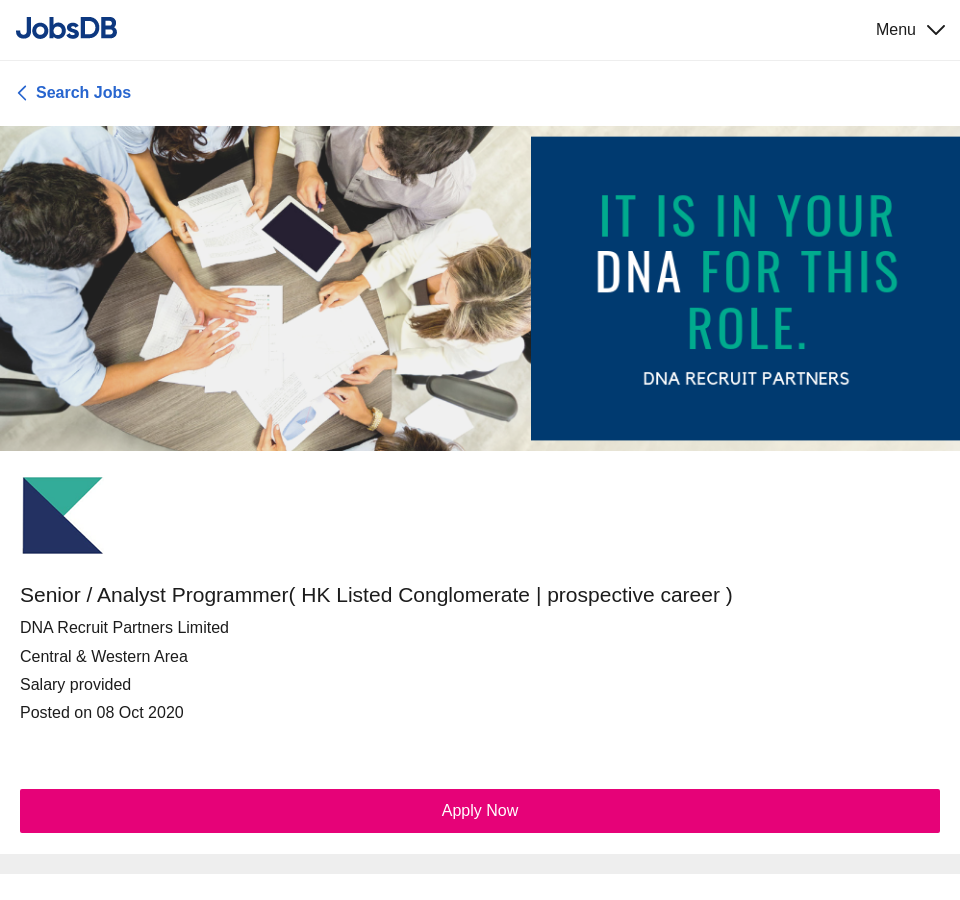 JobsDB
Menu
Search Jobs
IT IS IN YOUR
DNA FOR THIS
ROLE.
DNA RECRUIT PARTNERS
Senior / Analyst Programmer( HK Listed Conglomerate | prospective career )
DNA Recruit Partners Limited
Central & Western Area
Salary provided
Posted on 08 Oct 2020
Apply Now